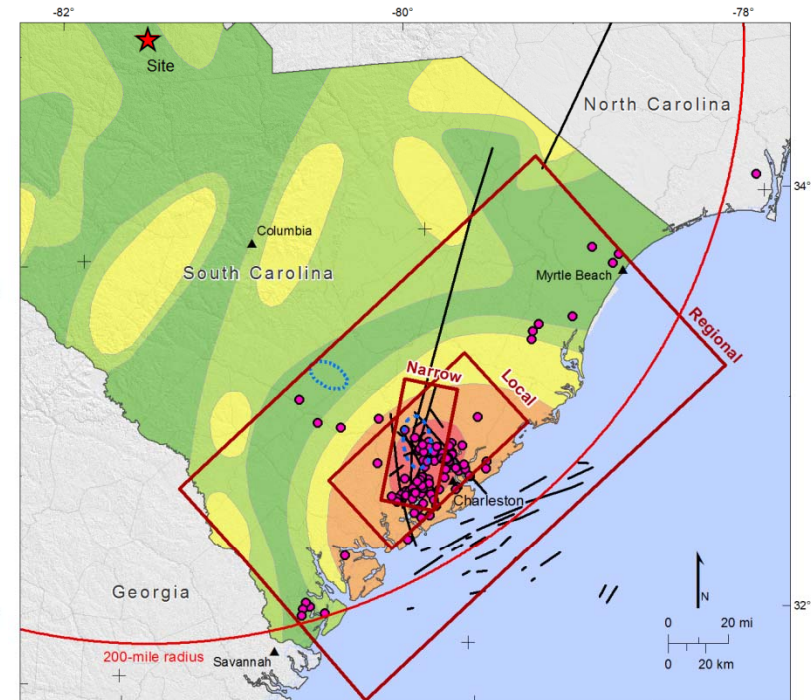 -82°
-80°
-78°
Site
North Carolina
34°
Columbia
South Carolina
Myrtle Beach
Regional
Narrow
Local
Charleston
Georgia
32°
N
0 20 mi
0 20 km
200-mile radius
Savannah